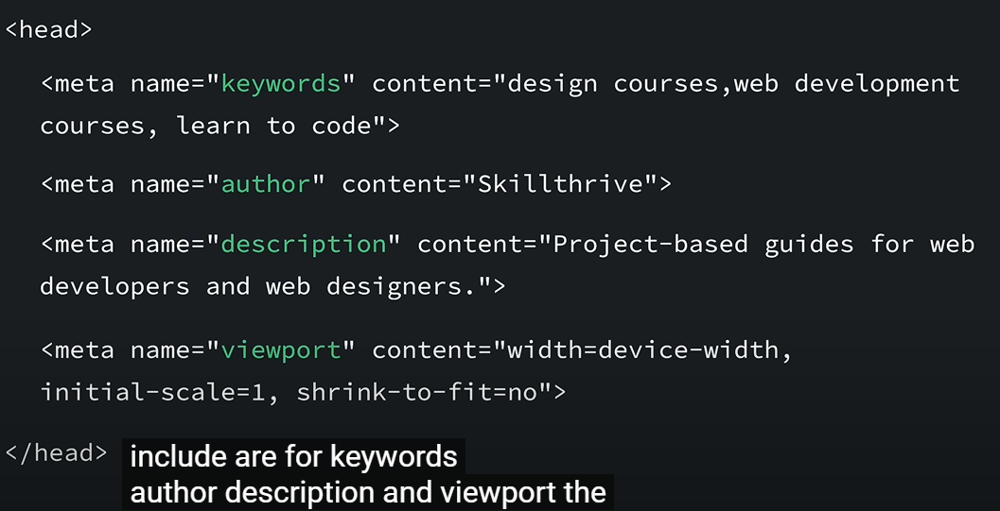 <head>
<meta name="keywords" content="design courses,web development
courses, learn to code">
<meta name="author" content="Skillthrive">
<meta name="description" content="Project-based guides for web
developers and web designers.">
<meta name="viewport" content="width=device-width,
initial-scale=1, shrink-to-fit=no">
</head>
include are for keywords
author description and viewport the